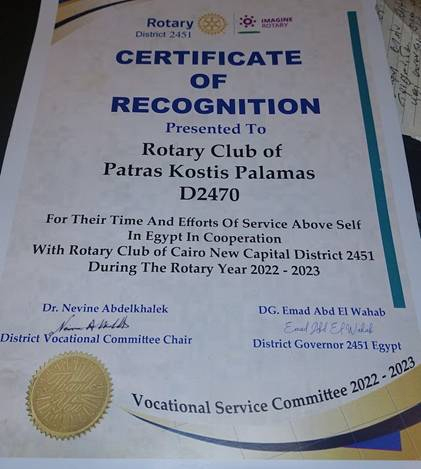 Rotary
District 2451
IMAGINE
ROTARY
CERTIFICATE
OF
RECOGNITION
Presented To
Rotary Club of
Patras Kostis Palamas
D2470
For Their Time And Efforts Of Service Above Self
In Egypt In Cooperation
With Rotary Club of Cairo New Capital District 2451
During The Rotary Year 2022 - 2023
Dr. Nevine Abdelkhalek
District Vocational Committee Chair
DG. Emad Abd El Wahab
Emad Abd El Wahab
District Governor 2451 Egypt
Vocational Service Committee 2022 - 2023